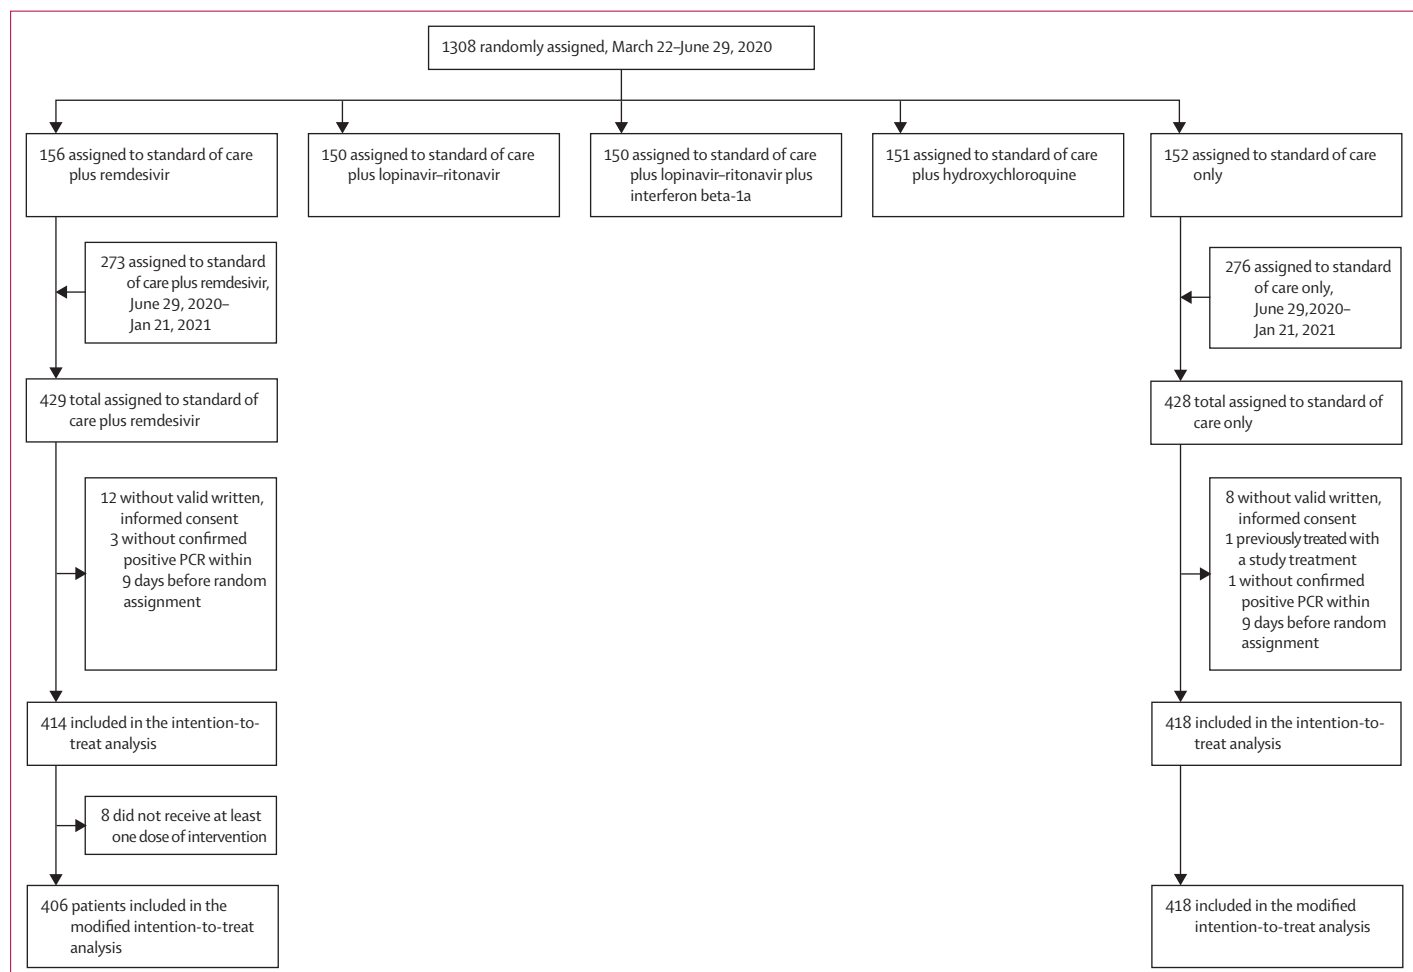 1308 randomly assigned, March 22–June 29, 2020
156 assigned to standard of care
plus remdesivir
150 assigned to standard of care
plus lopinavir–ritonavir
150 assigned to standard of care
plus lopinavir–ritonavir plus
interferon beta-1a
151 assigned to standard of care
plus hydroxychloroquine
152 assigned to standard of care
only
273 assigned to standard
of care plus remdesivir,
June 29, 2020–
Jan 21, 2021
276 assigned to standard
of care only,
June 29,2020–
Jan 21, 2021
429 total assigned to standard of
care plus remdesivir
428 total assigned to standard of
care only
12 without valid written,
informed consent
3 without confirmed
positive PCR within
9 days before random
assignment
8 without valid written,
informed consent
1 previously treated with
a study treatment
1 without confirmed
positive PCR within
9 days before random
assignment
414 included in the intention-to-
treat analysis
418 included in the intention-to-
treat analysis
8 did not receive at least
one dose of intervention
406 patients included in the
modified intention-to-treat
analysis
418 included in the modified
intention-to-treat analysis